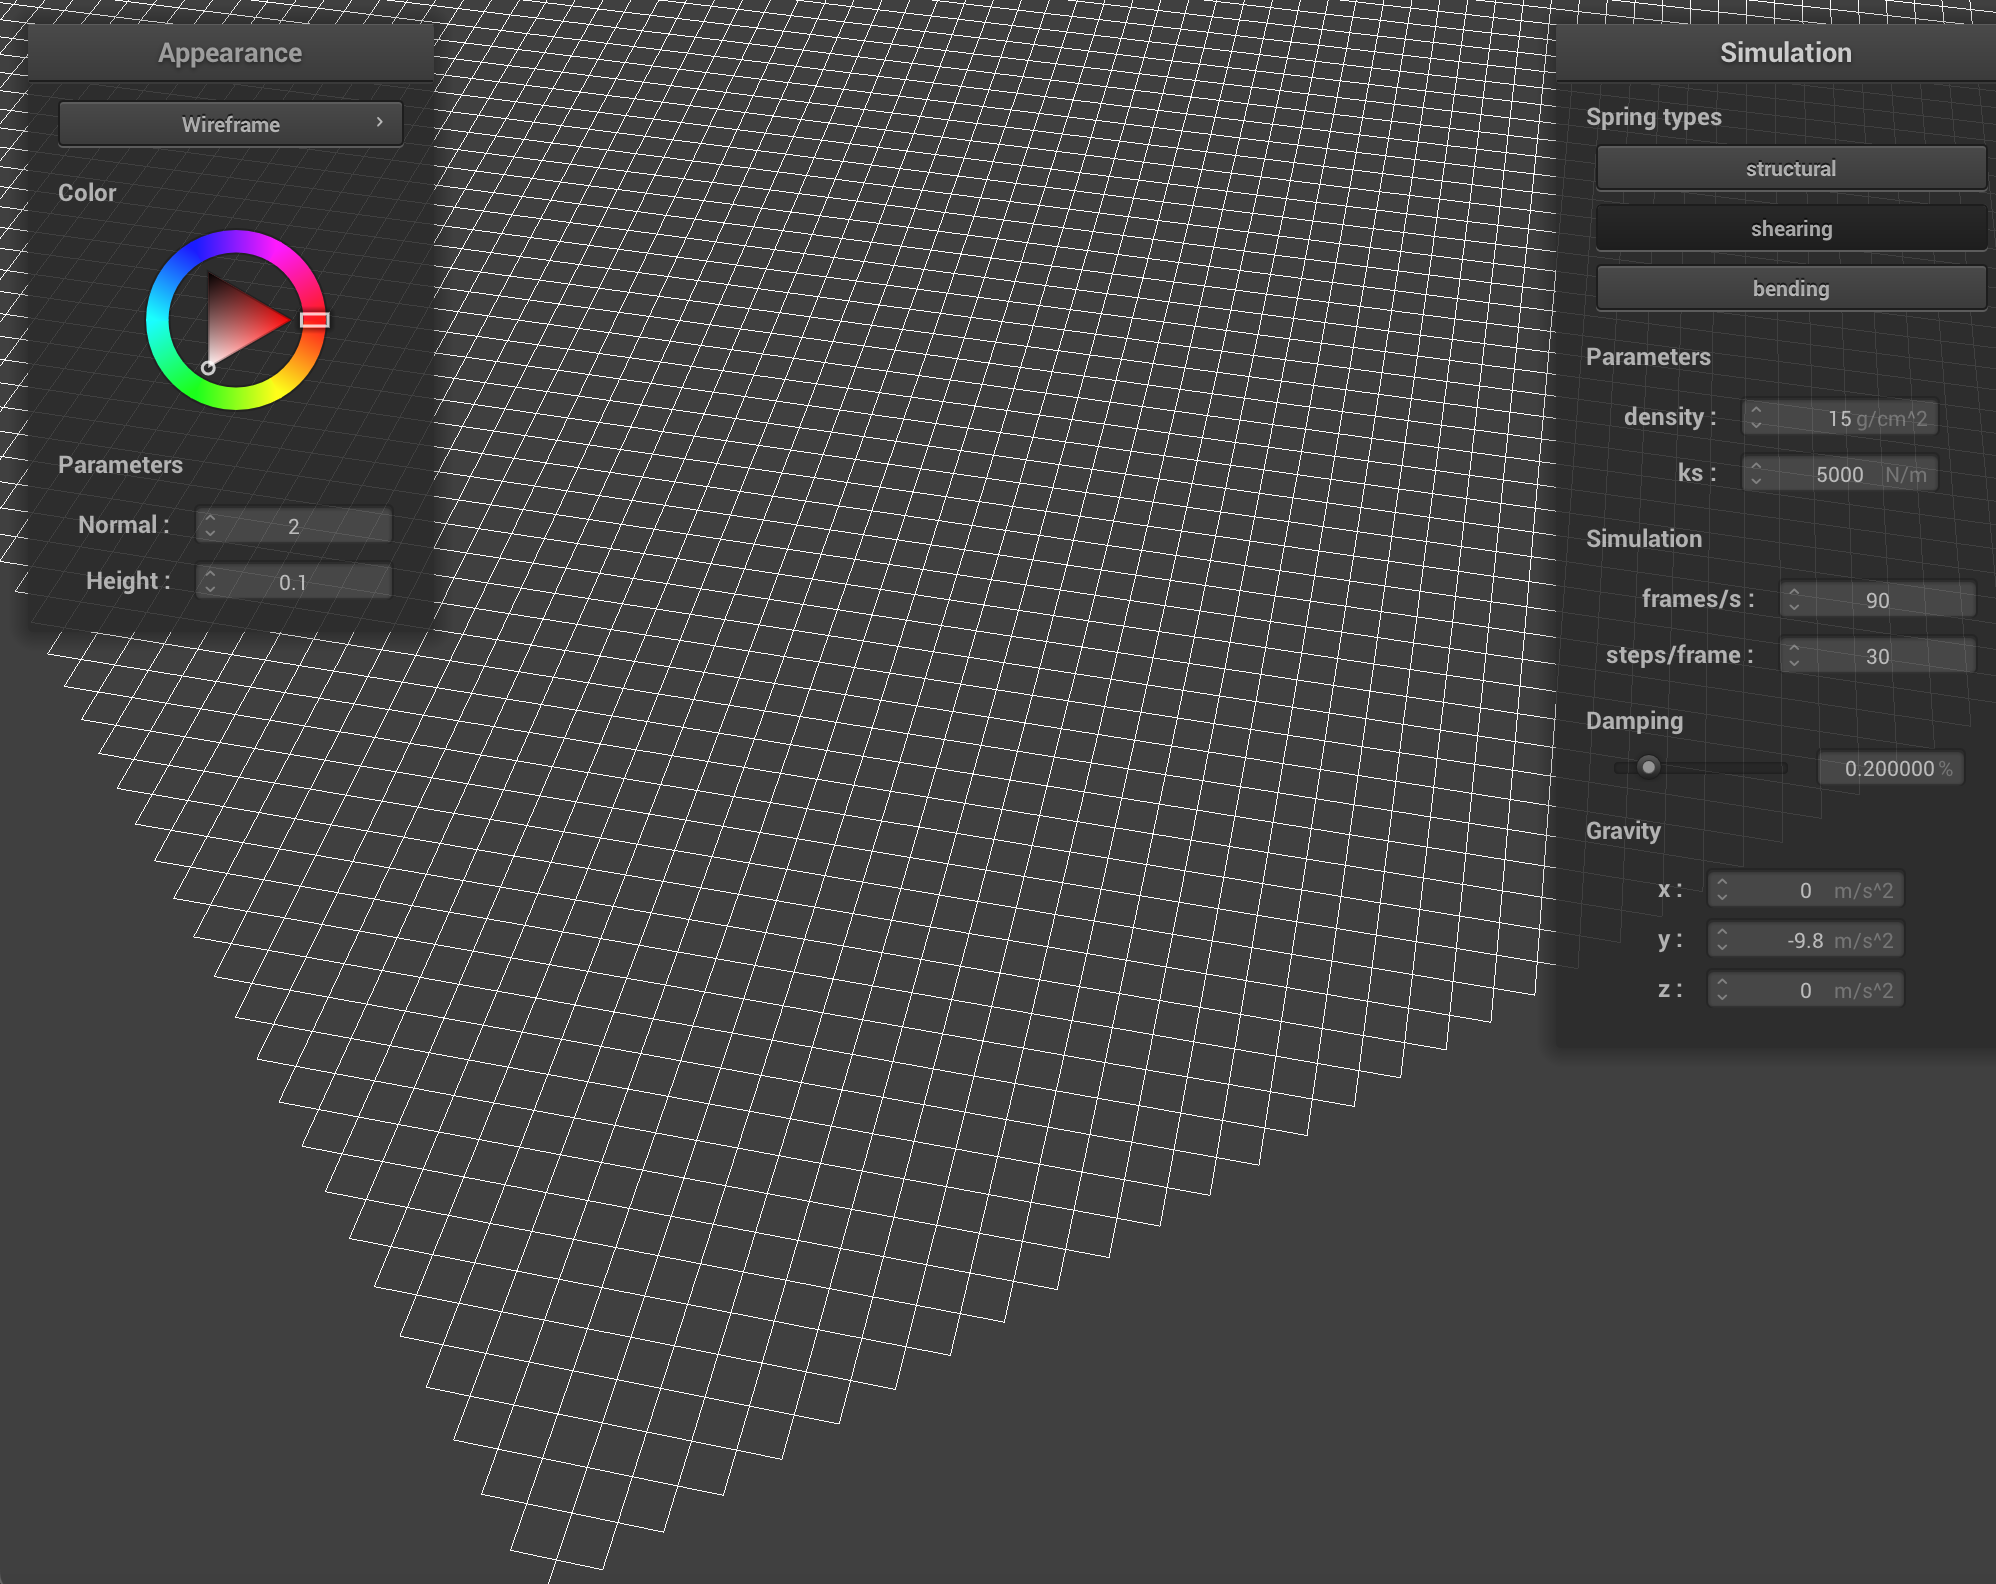 Appearance
Wireframe
Color
Parameters
Normal : 2
Height : 0.1
Simulation
Spring types
structural
shearing
bending
Parameters
density : 15 g/cm^2
ks : 5000 N/m
Simulation
frames/s : 90
steps/frame : 30
Damping
0.200000 %
Gravity
x : 0 m/s^2
y : -9.8 m/s^2
z : 0 m/s^2